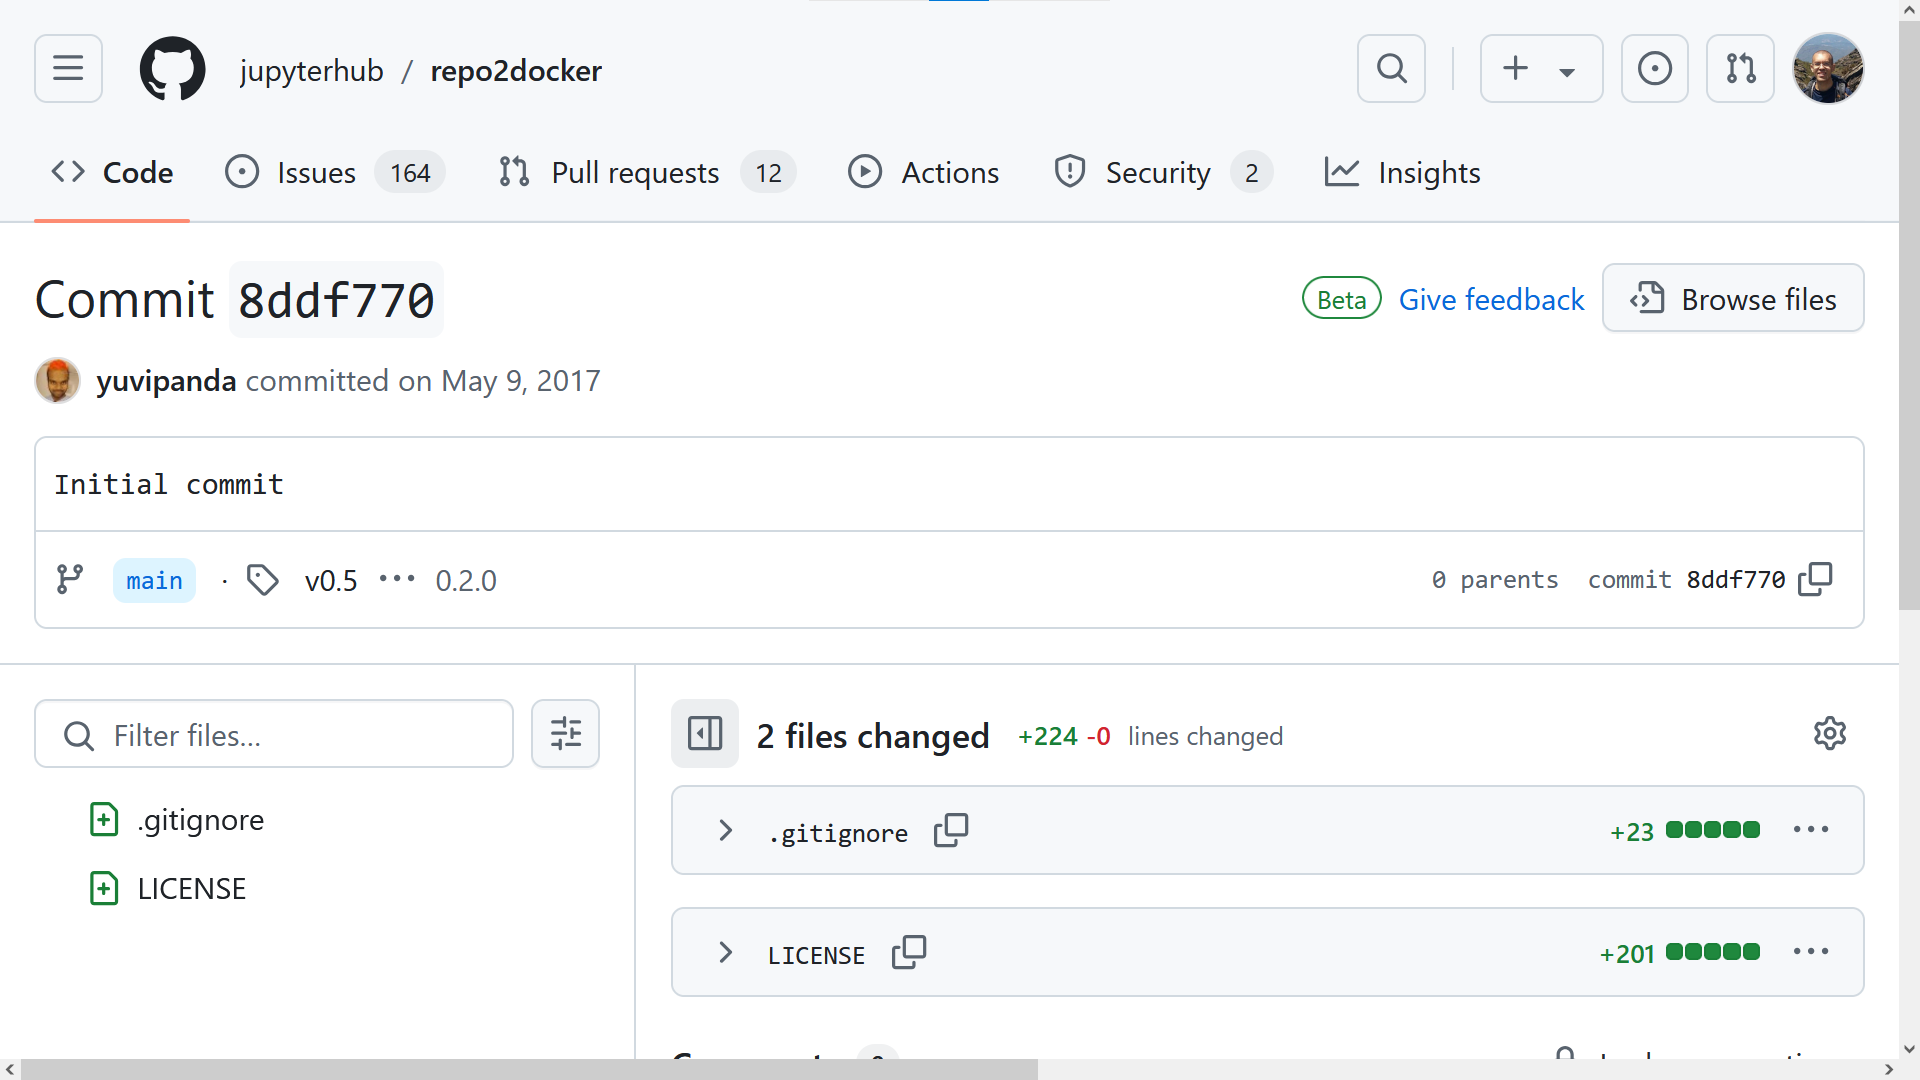 jupyterhub / repo2docker
Code Issues 164 Pull requests 12 Actions Security 2 Insights
Commit 8ddf770
Beta Give feedback Browse files
yuvipanda committed on May 9, 2017
Initial commit
main · v0.5 ··· 0.2.0 0 parents commit 8ddf770
Filter files...
.gitignore
LICENSE
2 files changed +224 -0 lines changed
.gitignore +23
LICENSE +201